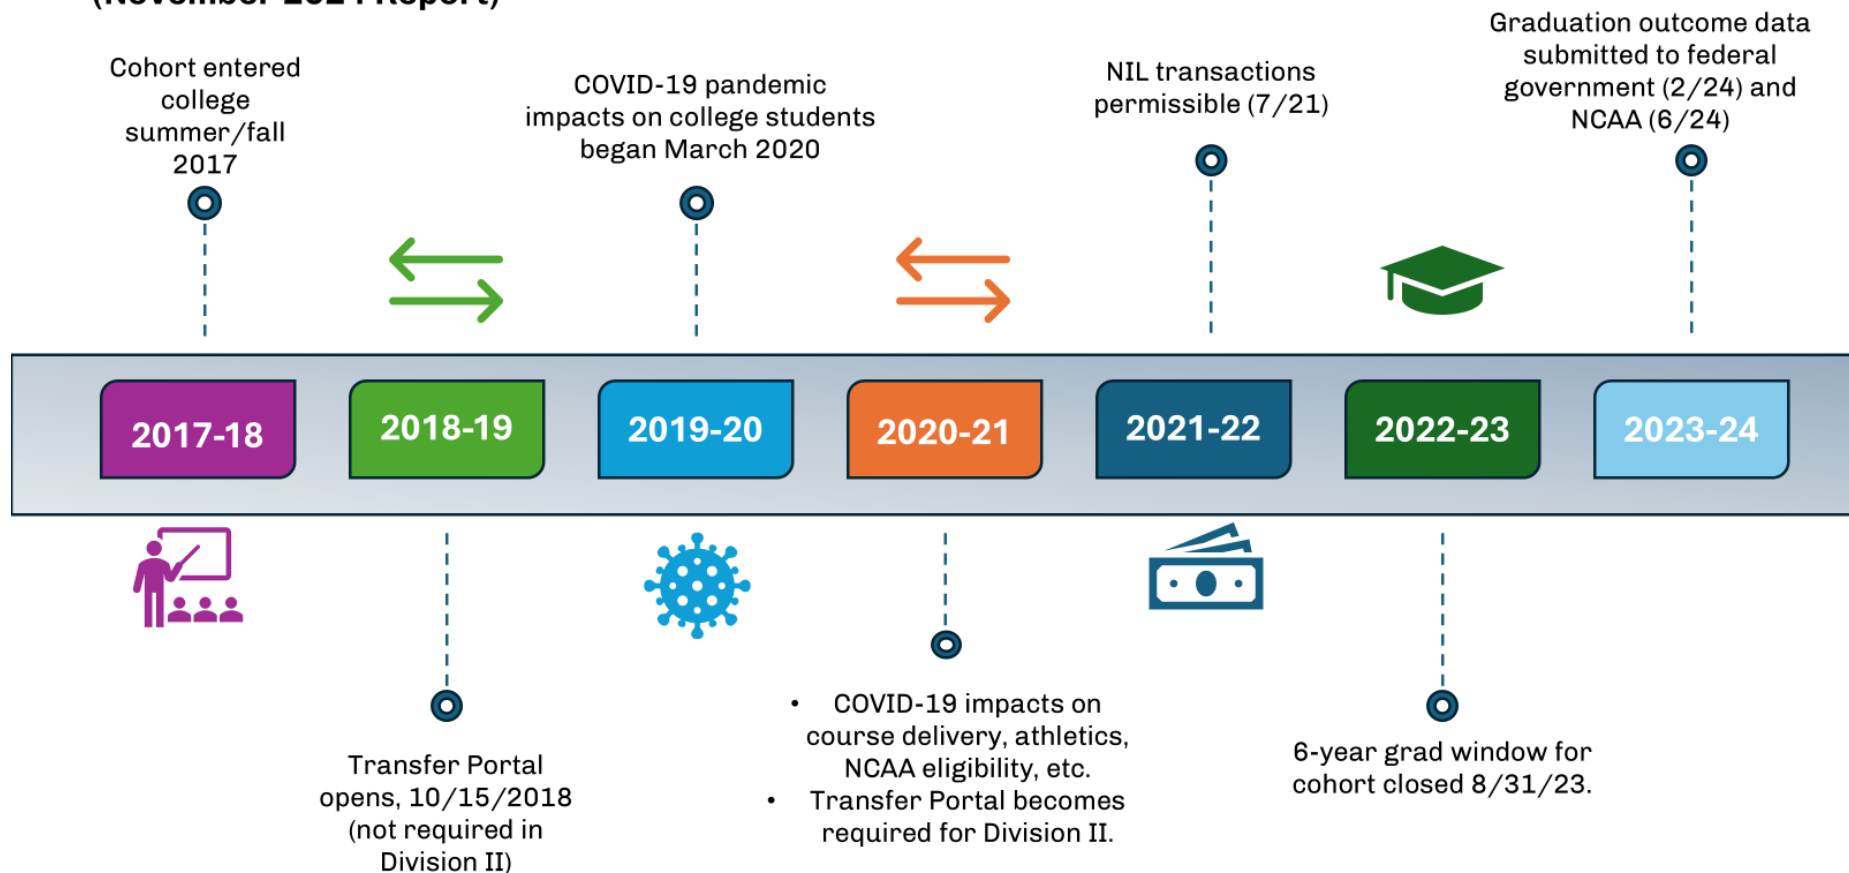 (November 2024 Report)
Cohort entered
college
summer/fall
2017
COVID-19 pandemic
impacts on college students
began March 2020
NIL transactions
permissible (7/21)
Graduation outcome data
submitted to federal
government (2/24) and
NCAA (6/24)
2017-18
2018-19
2019-20
2020-21
2021-22
2022-23
2023-24
Transfer Portal
opens, 10/15/2018
(not required in
Division II)
• COVID-19 impacts on
course delivery, athletics,
NCAA eligibility, etc.
• Transfer Portal becomes
required for Division II.
6-year grad window for
cohort closed 8/31/23.